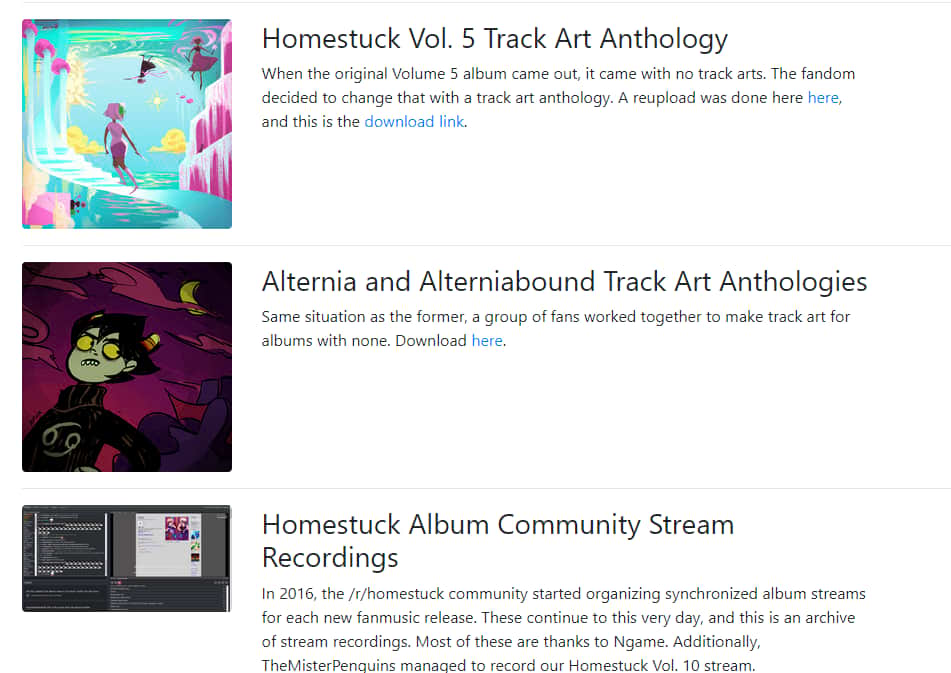 Homestuck Vol. 5 Track Art Anthology
When the original Volume 5 album came out, it came with no track arts. The fandom
decided to change that with a track art anthology. A reupload was done here here,
and this is the download link.
Alternia and Alterniabound Track Art Anthologies
Same situation as the former, a group of fans worked together to make track art for
albums with none. Download here.
Homestuck Album Community Stream
Recordings
In 2016, the /r/homestuck community started organizing synchronized album streams
for each new fanmusic release. These continue to this very day, and this is an archive
of stream recordings. Most of these are thanks to Ngame. Additionally,
TheMisterPenguins managed to record our Homestuck Vol. 10 stream.